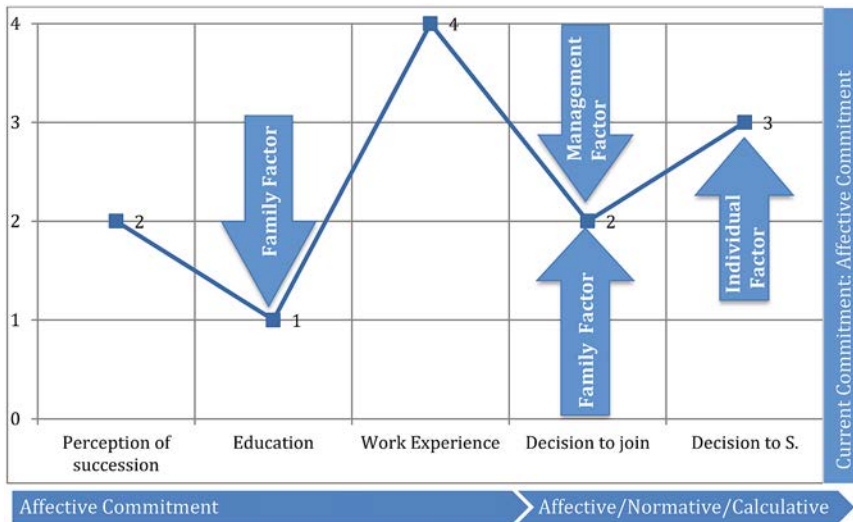 4
3
2
1
0
2
1
4
2
3
Family Factor
Management
Factor
Family Factor
Individual
Factor
Perception of
succession
Education
Work Experience
Decision to join
Decision to S.
Affective Commitment
Affective/Normative/Calculative
Current Commitment: Affective Commitment